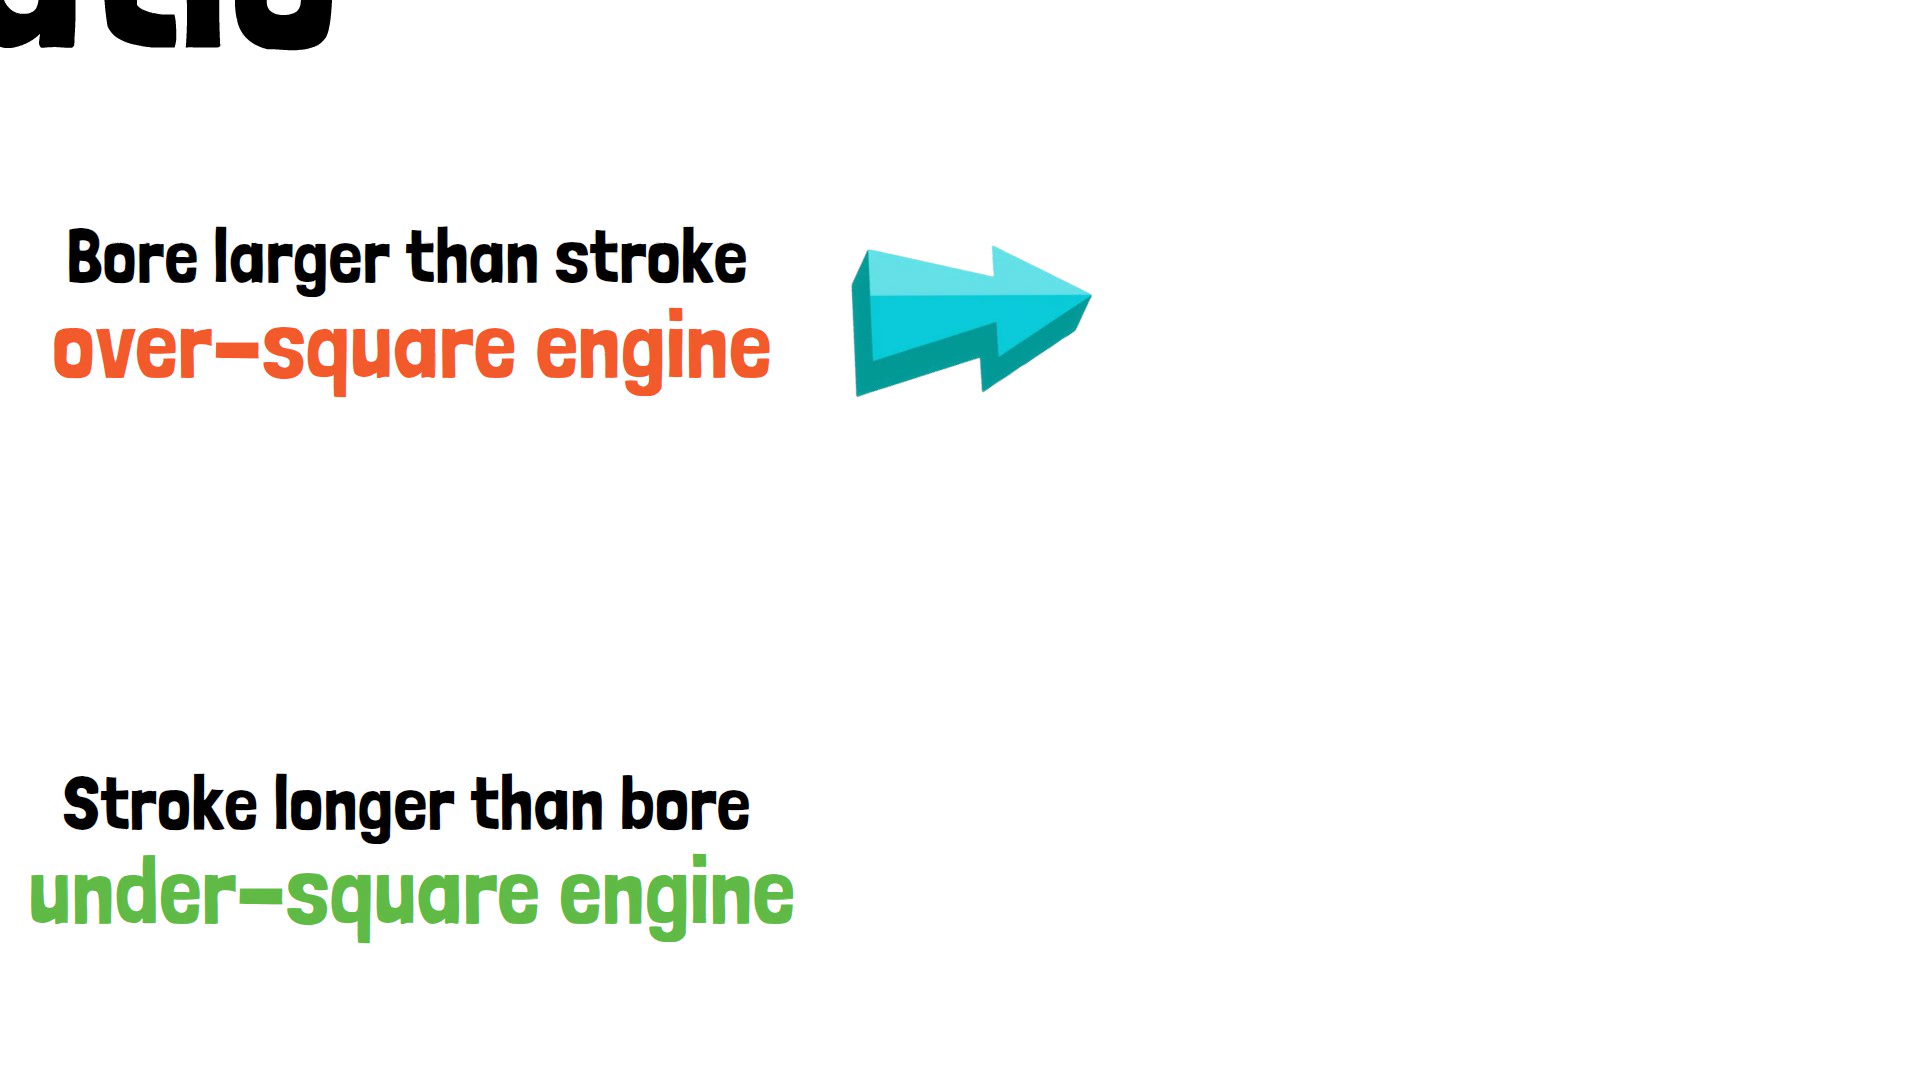 Bore larger than stroke
over-square engine
Stroke longer than bore
under-square engine